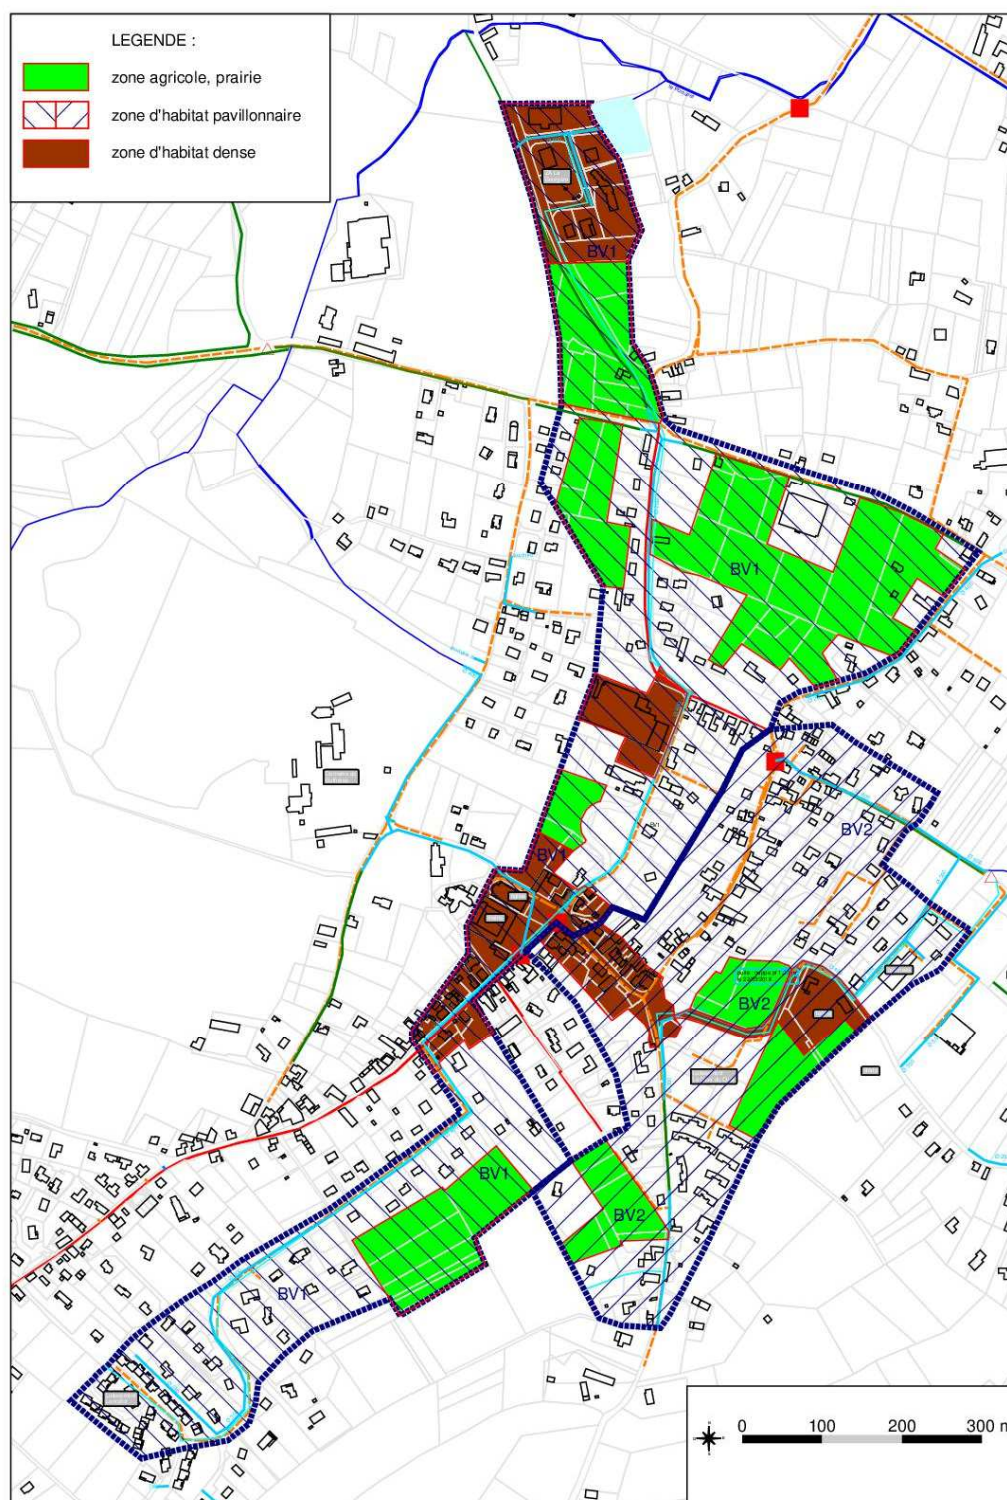 LEGENDE :
zone agricole, prairie
zone d'habitat pavillonnaire
zone d'habitat dense
BV1
BV1
BV2
BV1
BV2
BV1
BV2
BV1
0 100 200 300 m